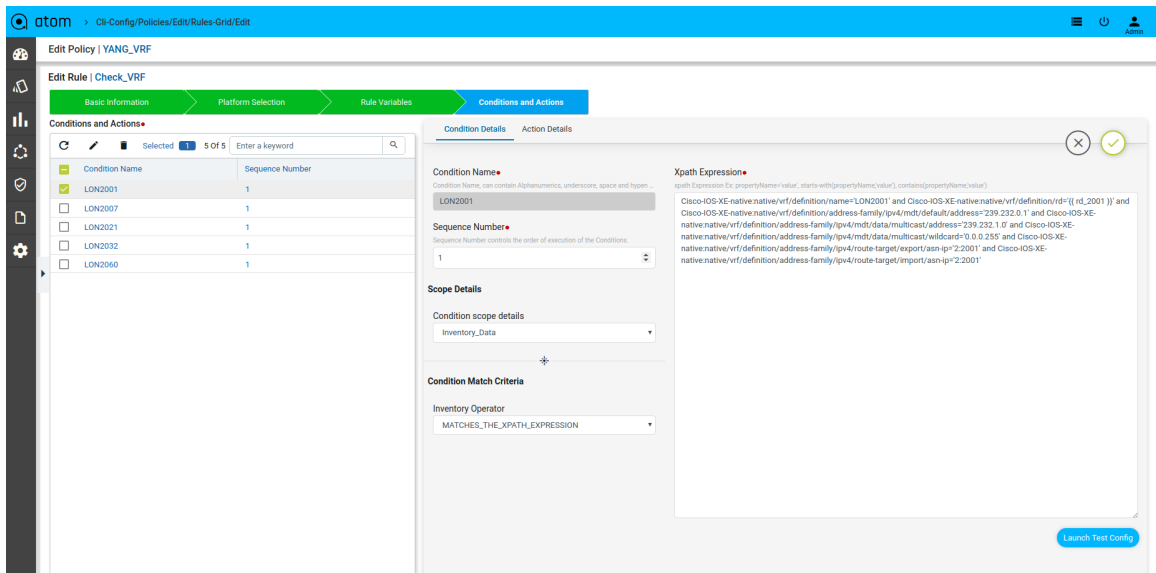 atom > Cli-Config/Policies/Edit/Rules-Grid/Edit
Admin
Edit Policy | YANG_VRF
Edit Rule | Check_VRF
Basic Information
Platform Selection
Rule Variables
Conditions and Actions
Conditions and Actions
Selected 1 5 Of 5 Enter a keyword
Condition Name Sequence Number
LON2001 1
LON2007 1
LON2021 1
LON2032 1
LON2060 1
Condition Details Action Details
Condition Name
Condition Name, can contain Alphanumerics, underscore, space and hypen ...
LON2001
Sequence Number
Sequence Number controls the order of execution of the Conditions.
1
Scope Details
Condition scope details
Inventory_Data
Condition Match Criteria
Inventory Operator
MATCHES_THE_XPATH_EXPRESSION
Xpath Expression
xpath Expression Ex: propertyName='value', starts-with(propertyName,'value'), contains(propertyName,'value')
Cisco-IOS-XE-native:native/vrf/definition/name='LON2001' and Cisco-IOS-XE-native:native/vrf/definition/rd='{{ rd_2001 }}' and
Cisco-IOS-XE-native:native/vrf/definition/address-family/ipv4/mdt/default/address='239.232.0.1' and Cisco-IOS-XE-
native:native/vrf/definition/address-family/ipv4/mdt/data/multicast/address='239.232.1.0' and Cisco-IOS-XE-
native:native/vrf/definition/address-family/ipv4/mdt/data/multicast/wildcard='0.0.0.255' and Cisco-IOS-XE-
native:native/vrf/definition/address-family/ipv4/route-target/export/asn-ip='2:2001' and Cisco-IOS-XE-
native:native/vrf/definition/address-family/ipv4/route-target/import/asn-ip='2:2001'
Launch Test Config